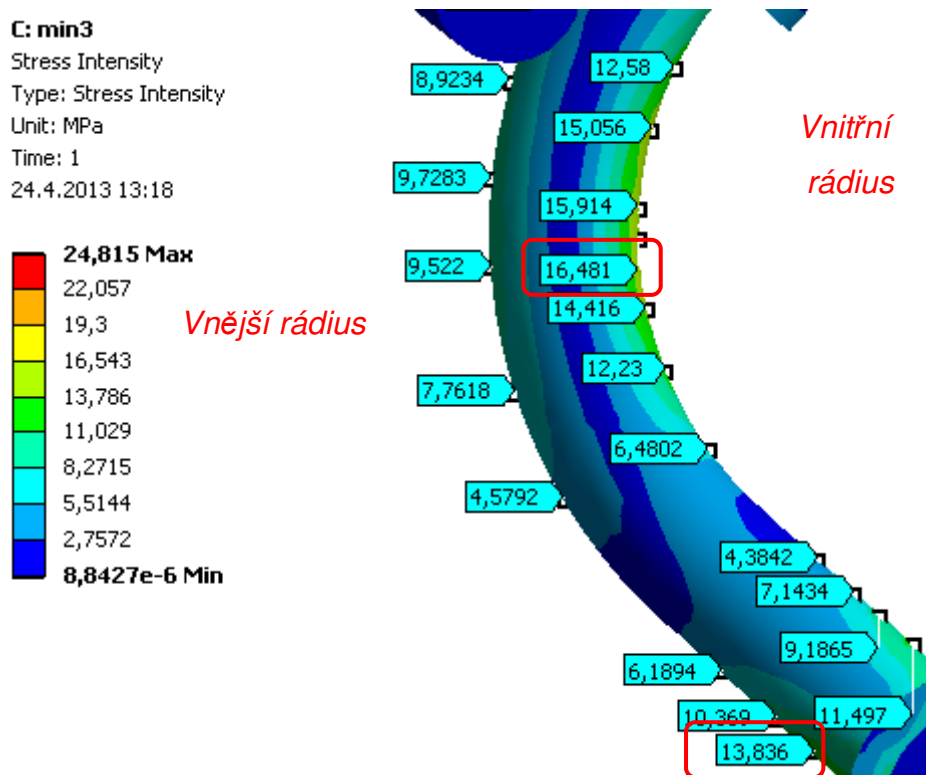 C: min3
Stress Intensity
Type: Stress Intensity
Unit: MPa
Time: 1
24.4.2013 13:18
24,815 Max
22,057
19,3
16,543
13,786
11,029
8,2715
5,5144
2,7572
8,8427e-6 Min
Vnější rádius
Vnitřní
rádius
8,9234
9,7283
9,522
7,7618
4,5792
6,1894
10,369
13,836
12,58
15,056
15,914
16,481
14,416
12,23
6,4802
4,3842
7,1434
9,1865
11,497